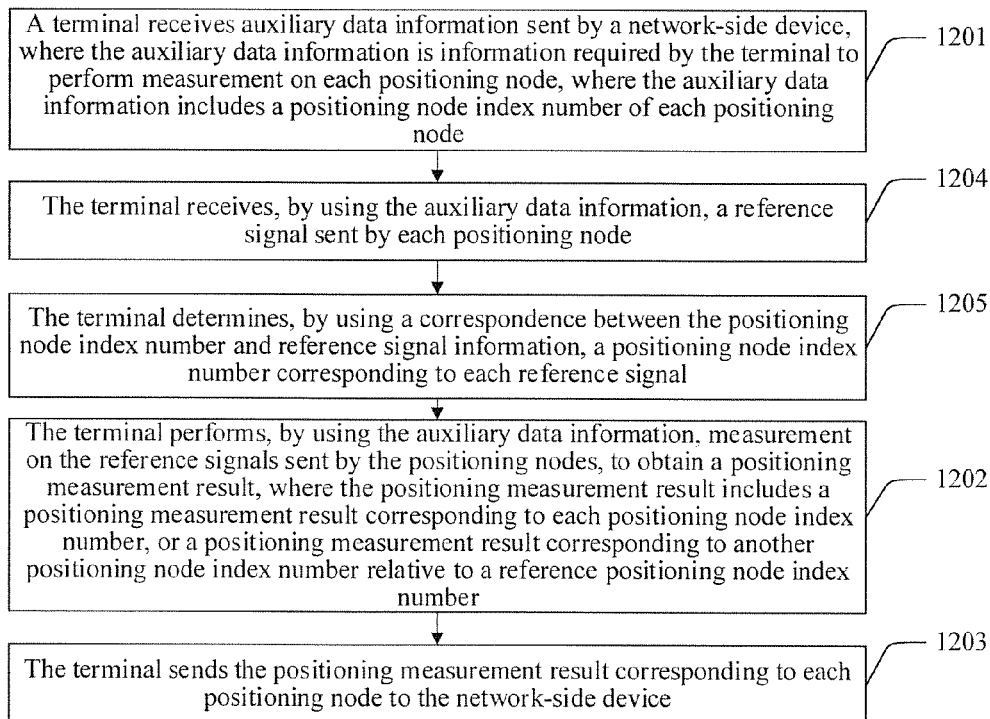 A terminal receives auxiliary data information sent by a network-side device,
where the auxiliary data information is information required by the terminal to
perform measurement on each positioning node, where the auxiliary data
information includes a positioning node index number of each positioning
node
1201
The terminal receives, by using the auxiliary data information, a reference
signal sent by each positioning node
1204
The terminal determines, by using a correspondence between the positioning
node index number and reference signal information, a positioning node index
number corresponding to each reference signal
1205
The terminal performs, by using the auxiliary data information, measurement
on the reference signals sent by the positioning nodes, to obtain a positioning
measurement result, where the positioning measurement result includes a
positioning measurement result corresponding to each positioning node index
number, or a positioning measurement result corresponding to another
positioning node index number relative to a reference positioning node index
number
1202
The terminal sends the positioning measurement result corresponding to each
positioning node to the network-side device
1203